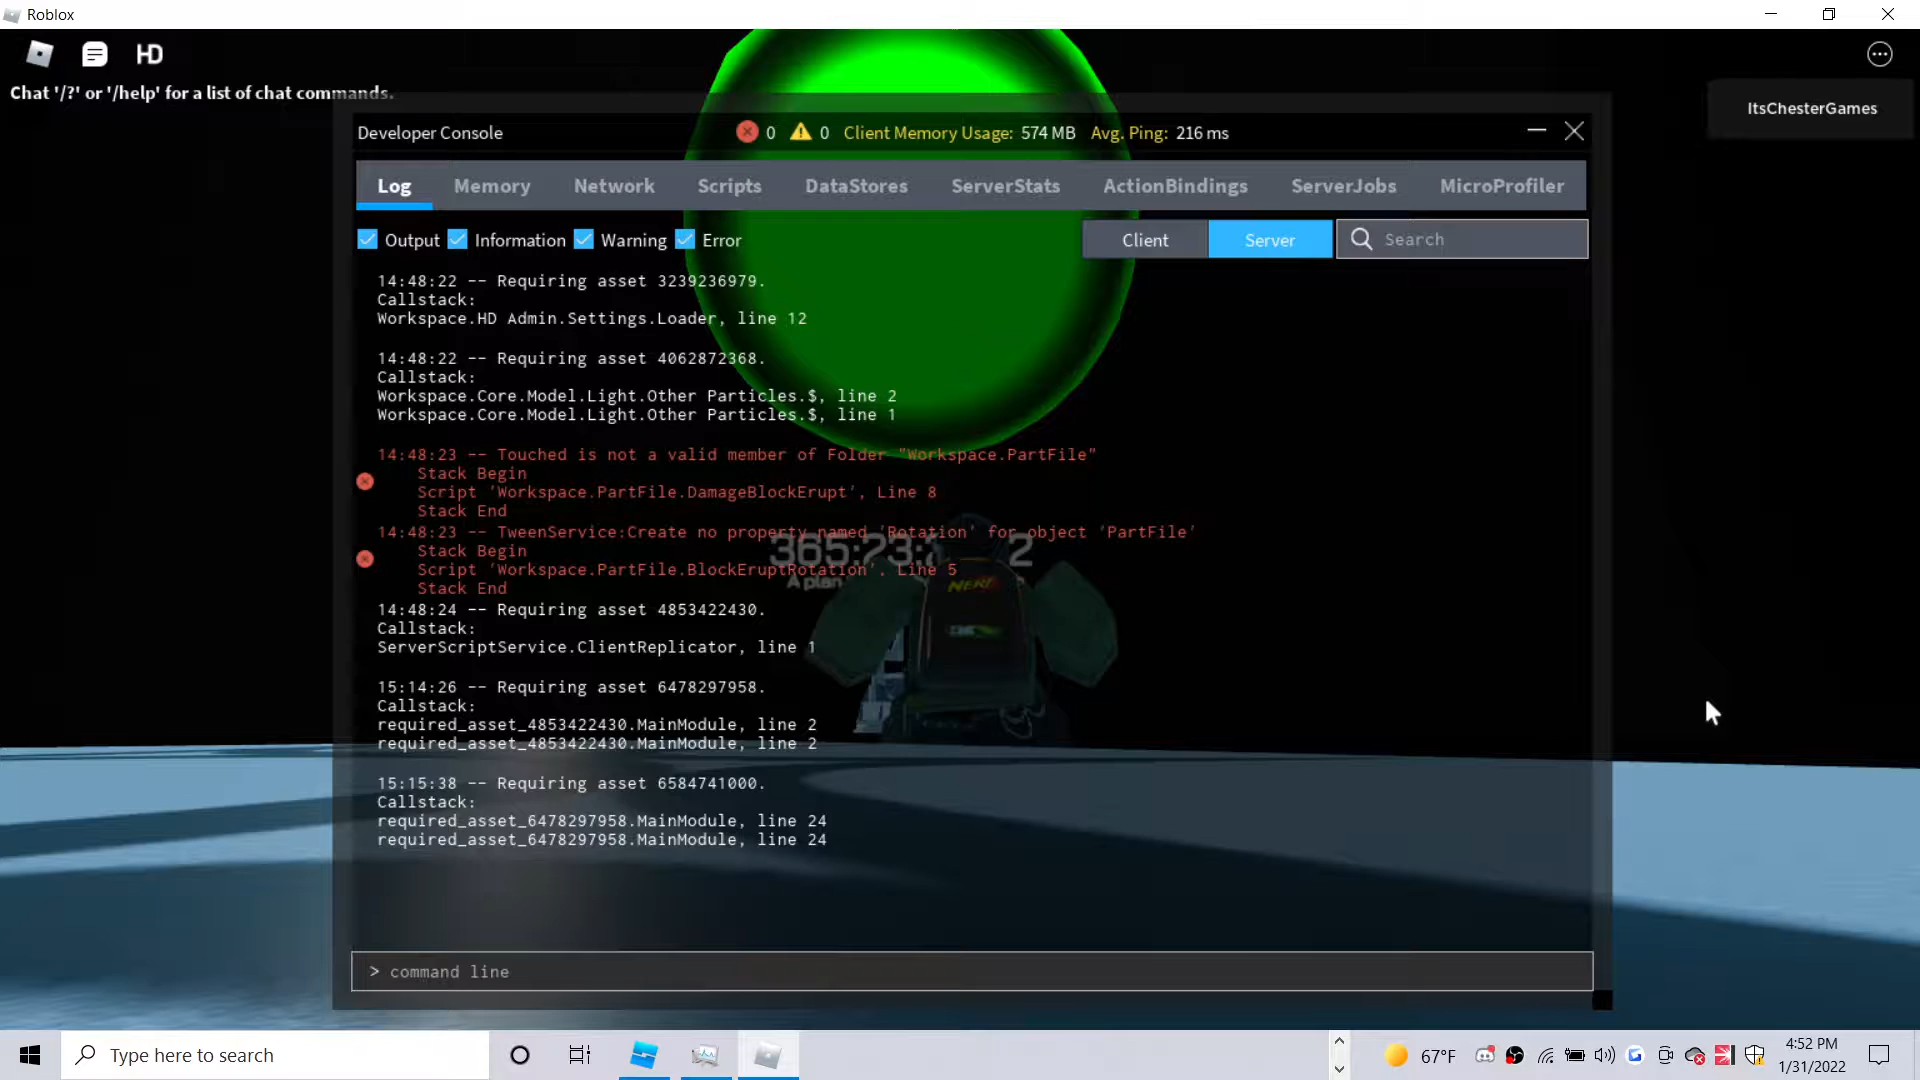 Roblox
HD
Chat '/?' or '/help' for a list of chat commands.
ItsChesterGames
Developer Console
0
0
Client Memory Usage: 574 MB
Avg. Ping: 216 ms
Log
Memory
Network
Scripts
DataStores
ServerStats
ActionBindings
ServerJobs
MicroProfiler
Output
Information
Warning
Error
Client
Server
Search
14:48:22 -- Requiring asset 3239236979.
Callstack:
Workspace.HD Admin.Settings.Loader, line 12
14:48:22 -- Requiring asset 4062872368.
Callstack:
Workspace.Core.Model.Light.Other Particles.$, line 2
Workspace.Core.Model.Light.Other Particles.$, line 1
14:48:23 -- Touched is not a valid member of Folder "Workspace.PartFile"
Stack Begin
Script 'Workspace.PartFile.DamageBlockErupt', Line 8
Stack End
14:48:23 -- TweenService:Create no property named 'Rotation' for object 'PartFile'
Stack Begin
Script 'Workspace.PartFile.BlockEruptRotation', Line 5
Stack End
365:23:
2
A plan
NERF
14:48:24 -- Requiring asset 4853422430.
Callstack:
ServerScriptService.ClientReplicator, line 1
15:14:26 -- Requiring asset 6478297958.
Callstack:
required_asset_4853422430.MainModule, line 2
required_asset_4853422430.MainModule, line 2
15:15:38 -- Requiring asset 6584741000.
Callstack:
required_asset_6478297958.MainModule, line 24
required_asset_6478297958.MainModule, line 24
> command line
Type here to search
67°F
4:52 PM
1/31/2022